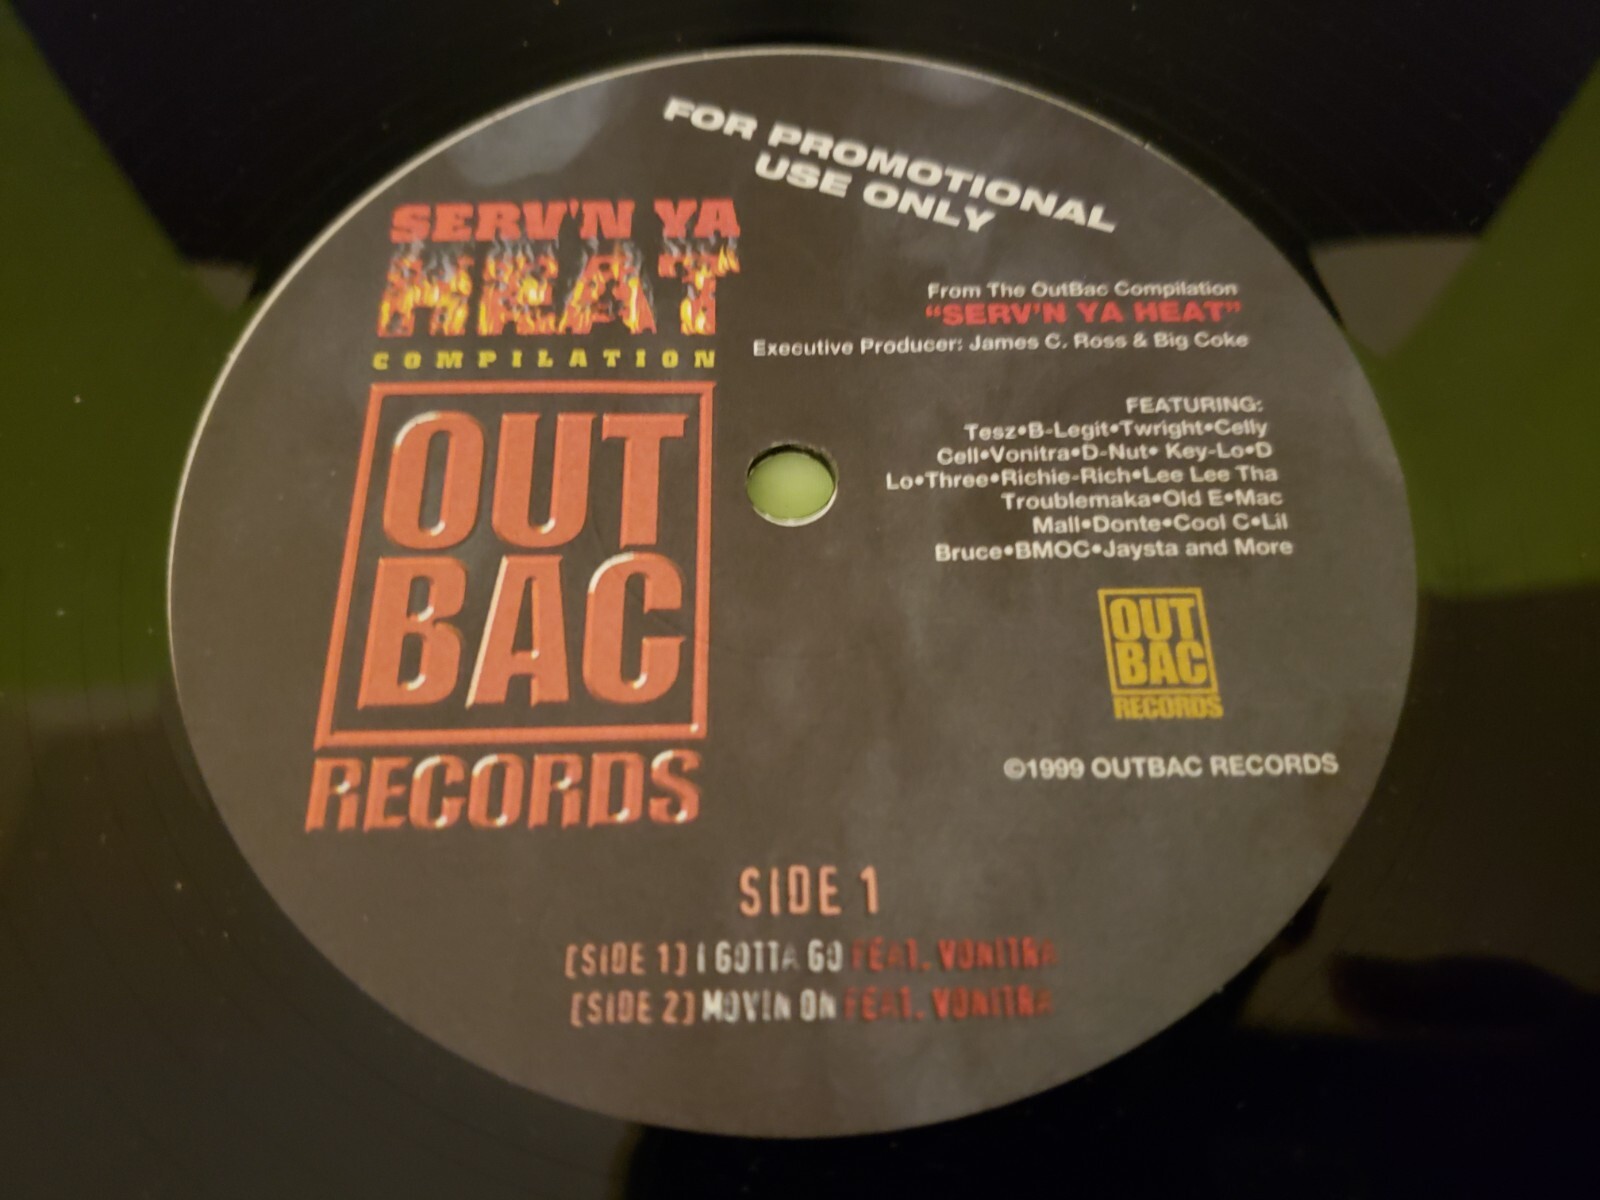 FOR PROMOTIONAL
USE ONLY
SERV'N YA
HEAT
COMPILATION
OUT
BAC
RECORDS
From The OutBac Compilation
“SERV'N YA HEAT”
Executive Producer: James C. Ross & Big Coke
FEATURING:
Tesz•B-Legit•Twright•Celly
Cell•Vonitra•D-Nut• Key-Lo•D
Lo•Three•Richie-Rich•Lee Lee Tha
Troublemaka•Old E•Mac
Mall•Donte•Cool C•Lil
Bruce•BMOC•Jaysta and More
OUT
BAC
RECORDS
©1999 OUTBAC RECORDS
SIDE 1
[SIDE 1] I GOTTA GO FEAT. VONITRA
[SIDE 2] MOVIN ON FEAT. VONITRA